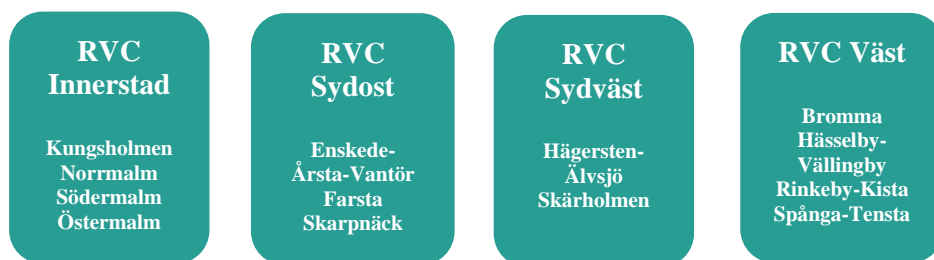 RVC
Innerstad
Kungsholmen
Norrmalm
Södermalm
Östermalm
RVC
Sydost
Enskede-
Årsta-Vantör
Farsta
Skarpnäck
RVC
Sydväst
Hägersten-
Älvsjö
Skärholmen
RVC Väst
Bromma
Hässelby-
Vällingby
Rinkeby-Kista
Spånga-Tensta